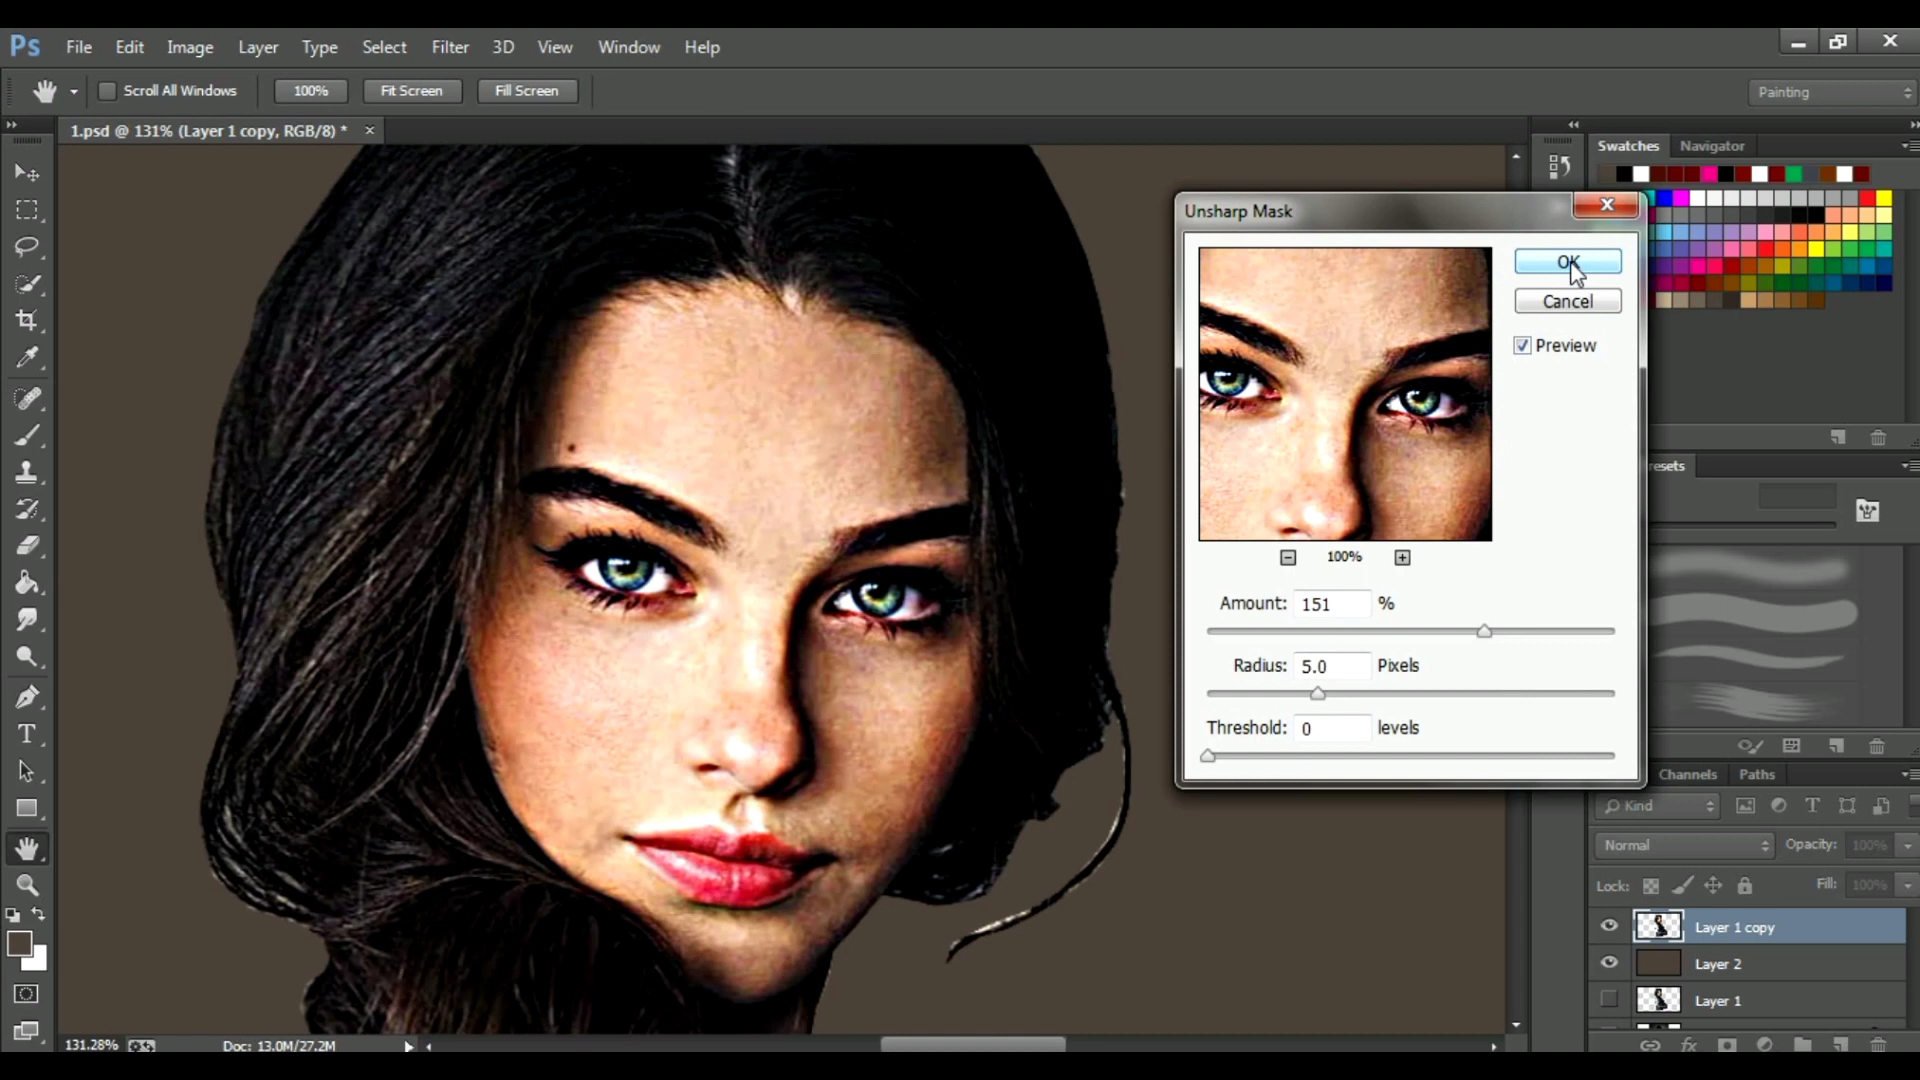 Ps File Edit Image Layer Type Select Filter 3D View Window Help
Scroll All Windows 100% Fit Screen Fill Screen Painting
1.psd @ 131% (Layer 1 copy, RGB/8) *
Swatches Navigator
Unsharp Mask
OK
Cancel
Preview
100%
Amount: 151 %
Radius: 5.0 Pixels
Threshold: 0 levels
resets
Channels Paths
Kind
Normal Opacity: 100%
Lock: Fill: 100%
Layer 1 copy
Layer 2
Layer 1
fx
131.28% Doc: 13.0M/27.2M